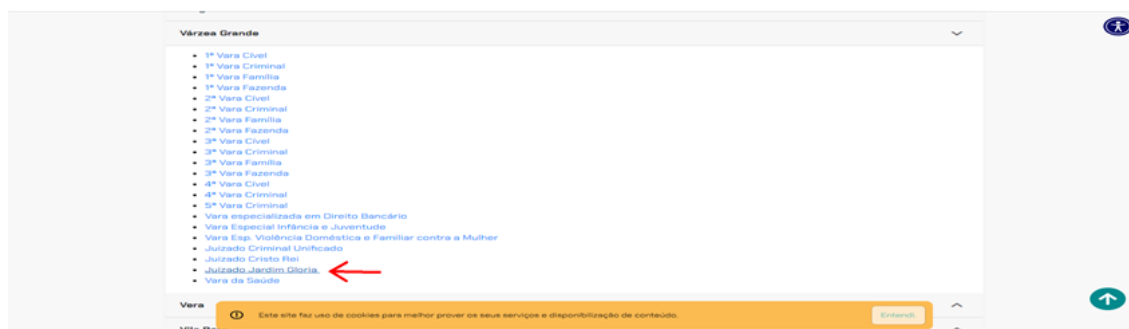 Várzea Grande
1ª Vara Cível
1ª Vara Criminal
1ª Vara Família
1ª Vara Fazenda
2ª Vara Cível
2ª Vara Criminal
2ª Vara Família
2ª Vara Fazenda
3ª Vara Cível
3ª Vara Criminal
3ª Vara Família
3ª Vara Fazenda
4ª Vara Cível
4ª Vara Criminal
5ª Vara Criminal
Vara especializada em Direito Bancário
Vara Especial Infância e Juventude
Vara Esp. Violência Doméstica e Familiar contra a Mulher
Juizado Criminal Unificado
Juizado Cristo Rei
Juizado Jardim Gloria
Vara da Saúde
Vera
Este site faz uso de cookies para melhor prover os seus serviços e disponibilização de conteúdo.
Entendi